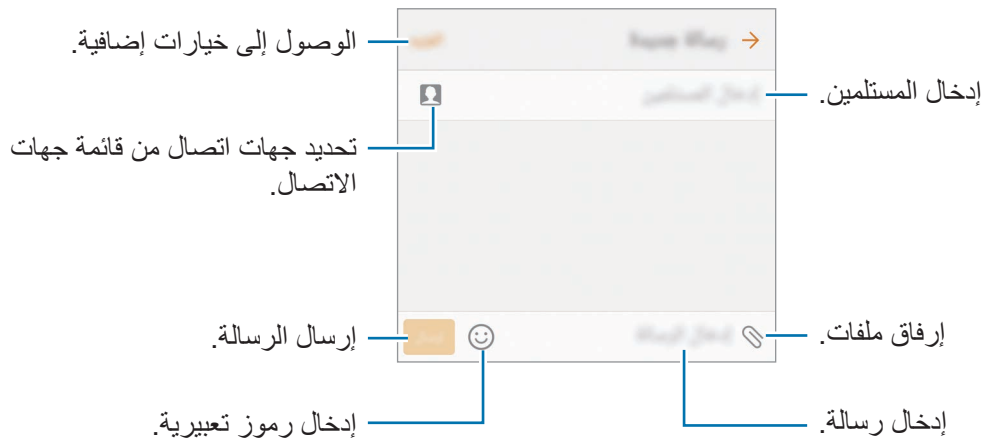 الوصول إلى خيارات إضافية.
إدخال المستلمين.
تحديد جهات اتصال من قائمة جهات
الاتصال.
إرسال الرسالة.
إرفاق ملفات.
إدخال رموز تعبيرية.
إدخال رسالة.